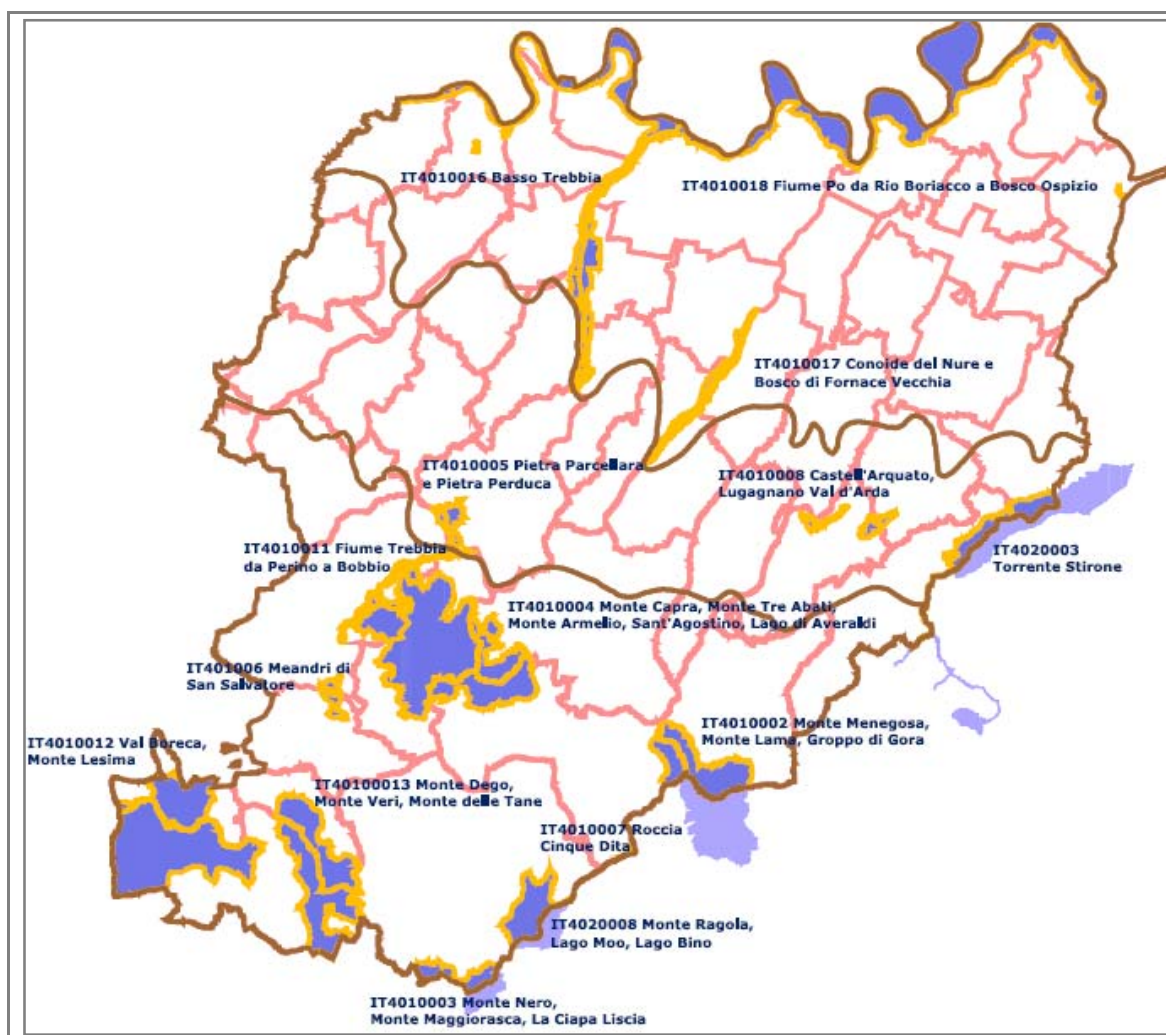 IT4010016 Basso Trebbia
IT4010018 Fiume Po da Rio Boriacco a Bosco Ospizio
IT4010017 Conoide del Nure e
Bosco di Fornace Vecchia
IT4010005 Pietra Parcellara
e Pietra Perduca
IT4010008 Castell'Arquato,
Lugagnano Val d'Arda
IT4020003
Torrente Stirone
IT4010011 Fiume Trebbia
da Perino a Bobbio
IT4010004 Monte Capra, Monte Tre Abati,
Monte Armelio, Sant'Agostino, Lago di Averaldi
IT401006 Meandri di
San Salvatore
IT4010002 Monte Menegosa,
Monte Lama, Groppo di Gora
IT4010012 Val Boreca,
Monte Lesima
IT40100013 Monte Dego,
Monte Veri, Monte delle Tane
IT4010007 Roccia
Cinque Dita
IT4020008 Monte Ragola,
Lago Moo, Lago Bino
IT4010003 Monte Nero,
Monte Maggiorasca, La Ciapa Liscia